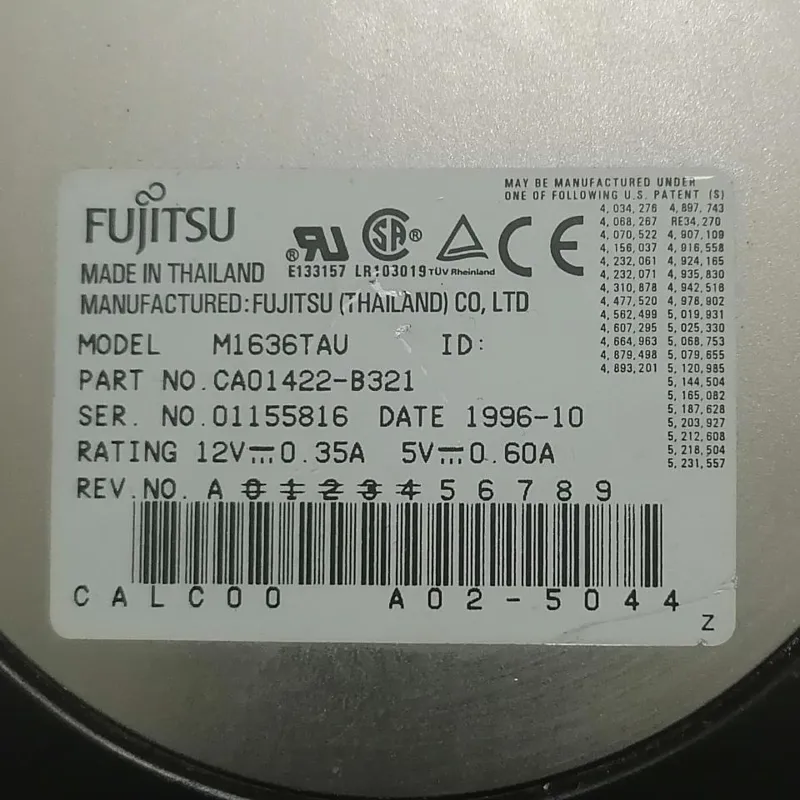 FUJITSU
MADE IN THAILAND
E133157 LR103019 TÜV Rheinland
MANUFACTURED:FUJITSU (THAILAND) CO, LTD
MODEL M1636TAU ID:
PART NO.CA01422-B321
SER. NO.01155816 DATE 1996-10
RATING 12V 0.35A 5V 0.60A
REV.NO. A 0 1 2 3 4 5 6 7 8 9
CALC00 A02-5044
Z
MAY BE MANUFACTURED UNDER
ONE OF FOLLOWING U.S. PATENT (S)
4,034,276 4,897,743
4,068,267 RE34,270
4,070,522 4,907,109
4,156,037 4,916,558
4,232,061 4,924,165
4,232,071 4,935,830
4,310,878 4,942,518
4,477,520 4,978,902
4,562,499 5,019,931
4,607,295 5,025,330
4,664,963 5,068,753
4,879,498 5,079,655
4,893,201 5,120,985
5,144,504
5,165,082
5,187,628
5,203,927
5,212,608
5,218,504
5,231,557